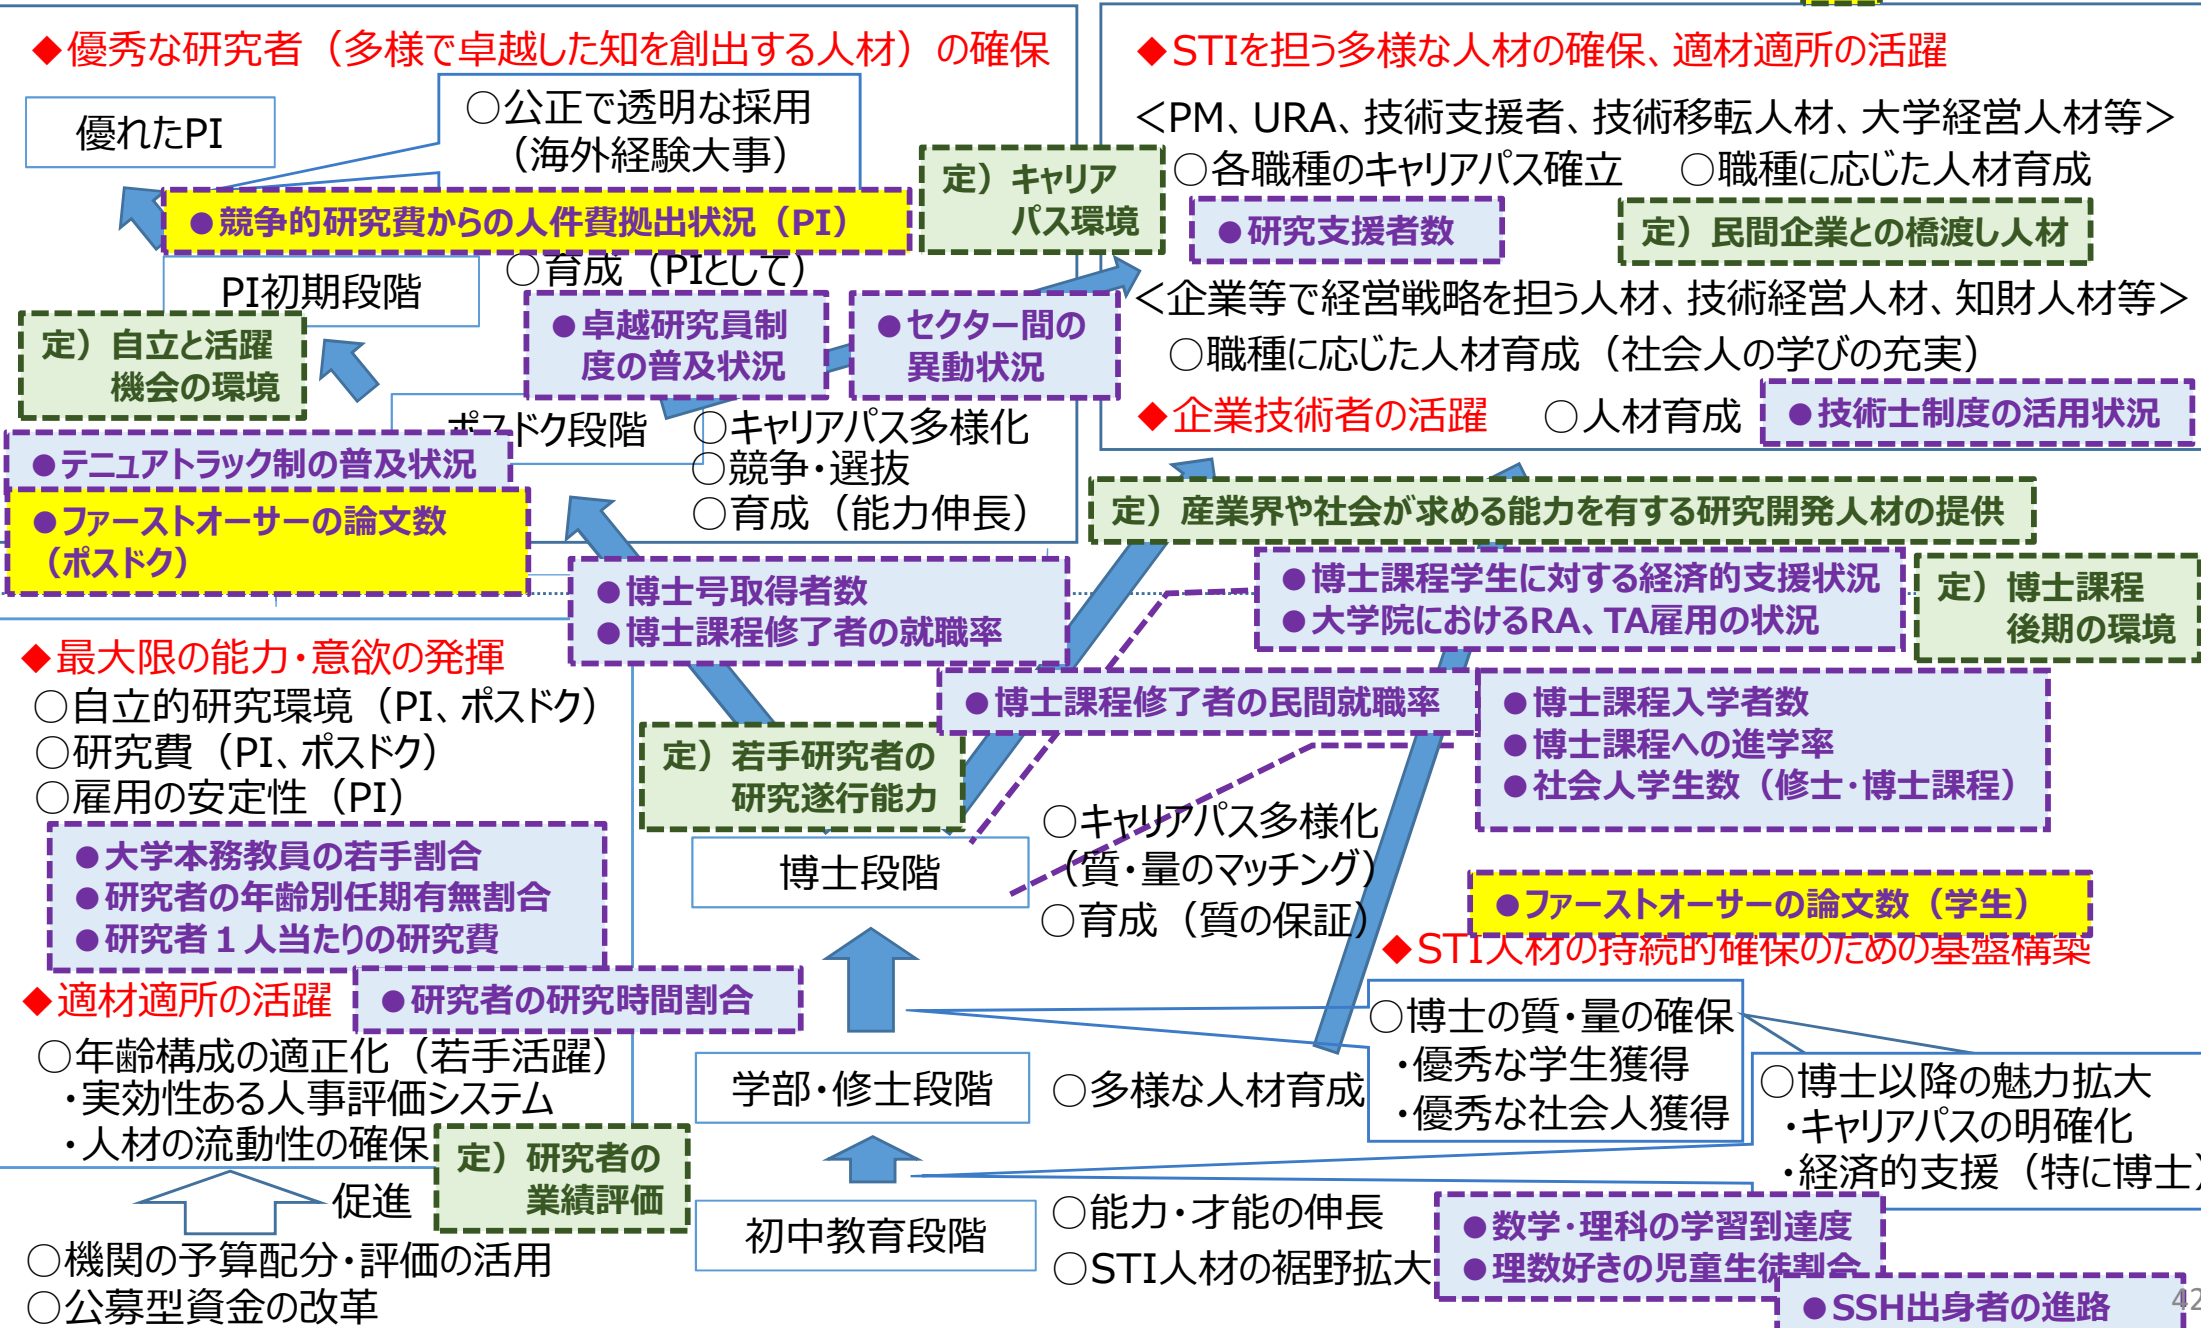 ◆優秀な研究者（多様で卓越した知を創出する人材）の確保
優れたPI
○公正で透明な採用
（海外経験大事）
●競争的研究費からの人件費拠出状況（PI）
定）キャリア
パス環境
○育成（PIとして）
PI初期段階
定）自立と活躍
機会の環境
●卓越研究員制
度の普及状況
●セクター間の
異動状況
ポスドク段階
○キャリアパス多様化
○競争・選抜
○育成（能力伸長）
●テニュアトラック制の普及状況
●ファーストオーサーの論文数
（ポスドク）
◆STIを担う多様な人材の確保、適材適所の活躍
＜PM、URA、技術支援者、技術移転人材、大学経営人材等＞
○各職種のキャリアパス確立　○職種に応じた人材育成
●研究支援者数
定）民間企業との橋渡し人材
＜企業等で経営戦略を担う人材、技術経営人材、知財人材等＞
○職種に応じた人材育成（社会人の学びの充実）
◆企業技術者の活躍　○人材育成
●技術士制度の活用状況
定）産業界や社会が求める能力を有する研究開発人材の提供
●博士号取得者数
●博士課程修了者の就職率
●博士課程学生に対する経済的支援状況
●大学院におけるRA、TA雇用の状況
定）博士課程
後期の環境
◆最大限の能力・意欲の発揮
○自立的研究環境（PI、ポスドク）
○研究費（PI、ポスドク）
○雇用の安定性（PI）
●大学本務教員の若手割合
●研究者の年齢別任期有無割合
●研究者１人当たりの研究費
●博士課程修了者の民間就職率
●博士課程入学者数
●博士課程への進学率
●社会人学生数（修士・博士課程）
定）若手研究者の
研究遂行能力
博士段階
○キャリアパス多様化
（質・量のマッチング）
○育成（質の保証）
●ファーストオーサーの論文数（学生）
◆STI人材の持続的確保のための基盤構築
◆適材適所の活躍
●研究者の研究時間割合
○年齢構成の適正化（若手活躍）
・実効性ある人事評価システム
・人材の流動性の確保
定）研究者の
業績評価
学部・修士段階
○多様な人材育成
○博士の質・量の確保
・優秀な学生獲得
・優秀な社会人獲得
○博士以降の魅力拡大
・キャリアパスの明確化
・経済的支援（特に博士）
促進
○機関の予算配分・評価の活用
○公募型資金の改革
初中教育段階
○能力・才能の伸長
○STI人材の裾野拡大
●数学・理科の学習到達度
●理数好きの児童生徒割合
●SSH出身者の進路
42